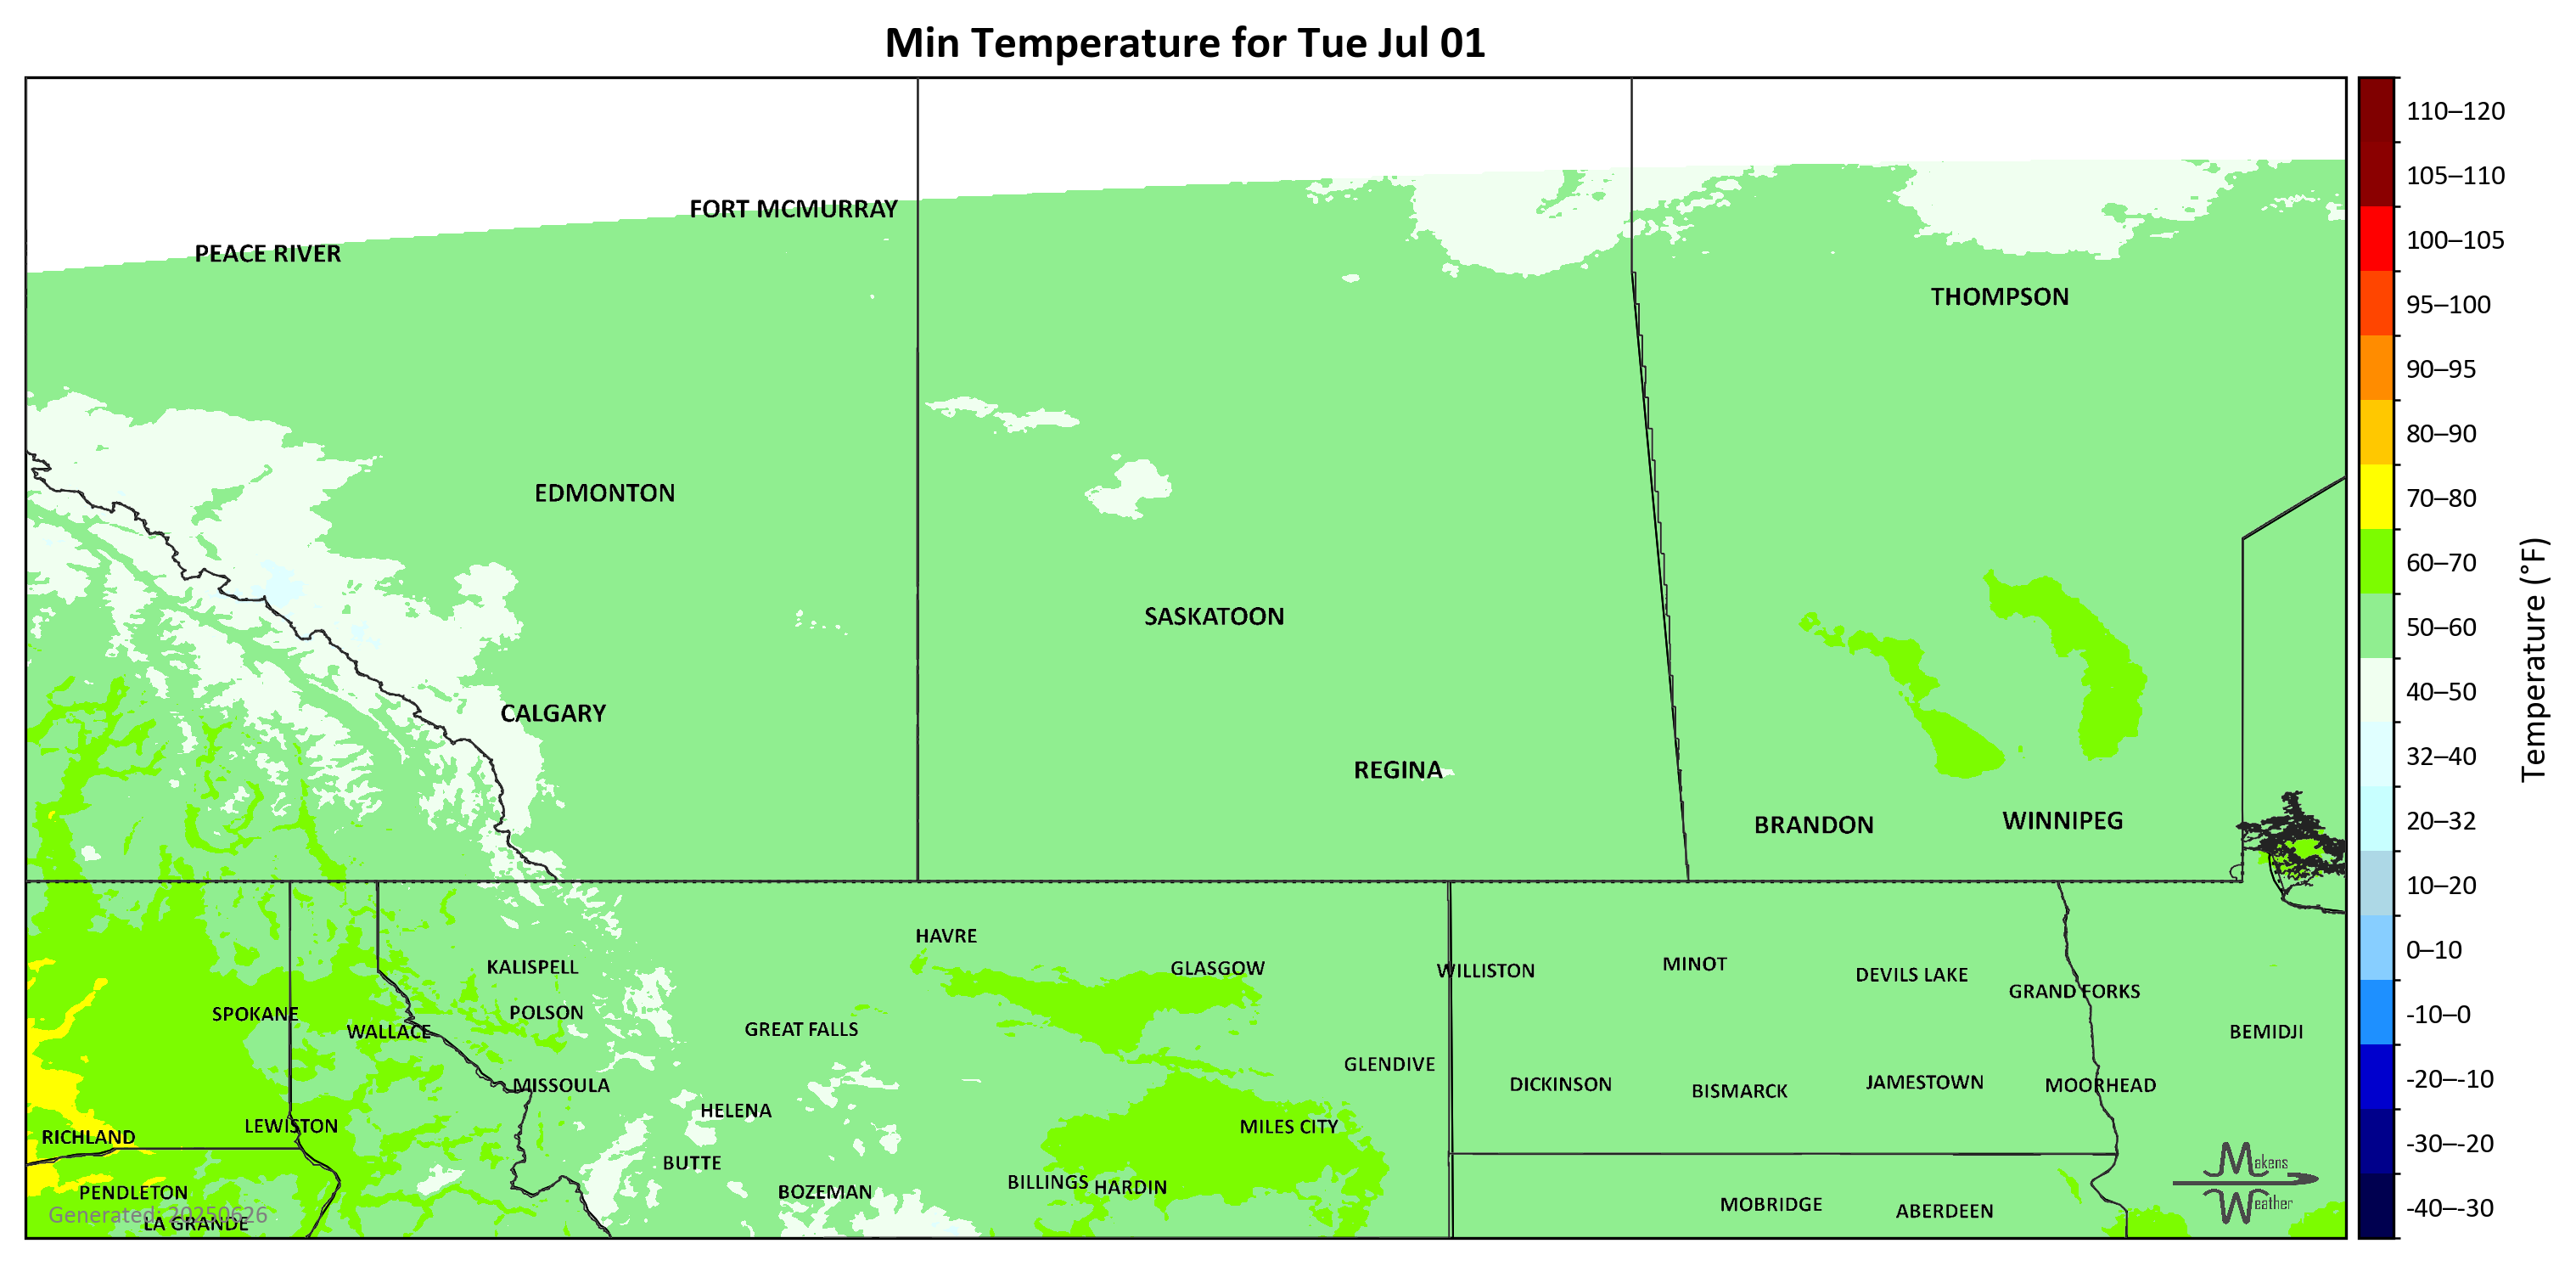 Min Temperature for Tue Jul 01
110–120
105–110
FORT MCMURRAY
100–105
PEACE RIVER
THOMPSON
95–100
90–95
80–90
EDMONTON
70–80
60–70
SASKATOON
50–60
Temperature (°F)
40–50
CALGARY
32–40
REGINA
20–32
BRANDON
WINNIPEG
10–20
HAVRE
0–10
KALISPELL
GLASGOW
WILLISTON
MINOT
DEVILS LAKE
GRAND FORKS
SPOKANE
POLSON
-10–0
WALLACE
GREAT FALLS
BEMIDJI
GLENDIVE
-20–-10
MISSOULA
DICKINSON
BISMARCK
JAMESTOWN
MOORHEAD
HELENA
LEWISTON
MILES CITY
RICHLAND
-30–-20
BUTTE
Makens
Weather
PENDLETON
BOZEMAN
BILLINGS
HARDIN
MOBRIDGE
ABERDEEN
-40–-30
Generated: 20250626
LA GRANDE